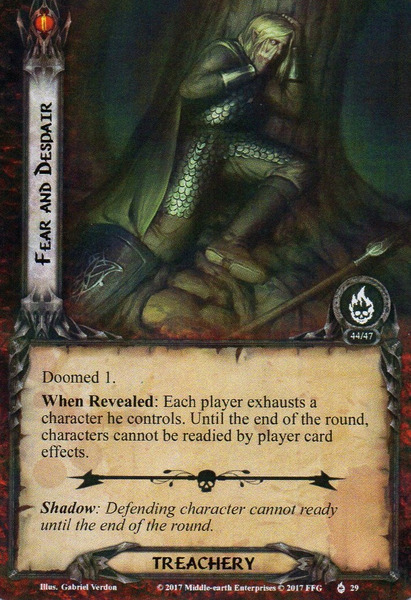 FEAR AND DESPAIR
44/47
Doomed 1.
When Revealed: Each player exhausts a
character he controls. Until the end of the round,
characters cannot be readied by player card
effects.
Shadow: Defending character cannot ready
until the end of the round.
TREACHERY
Illus. Gabriel Verdon © 2017 Middle-earth Enterprises © 2017 FFG 29